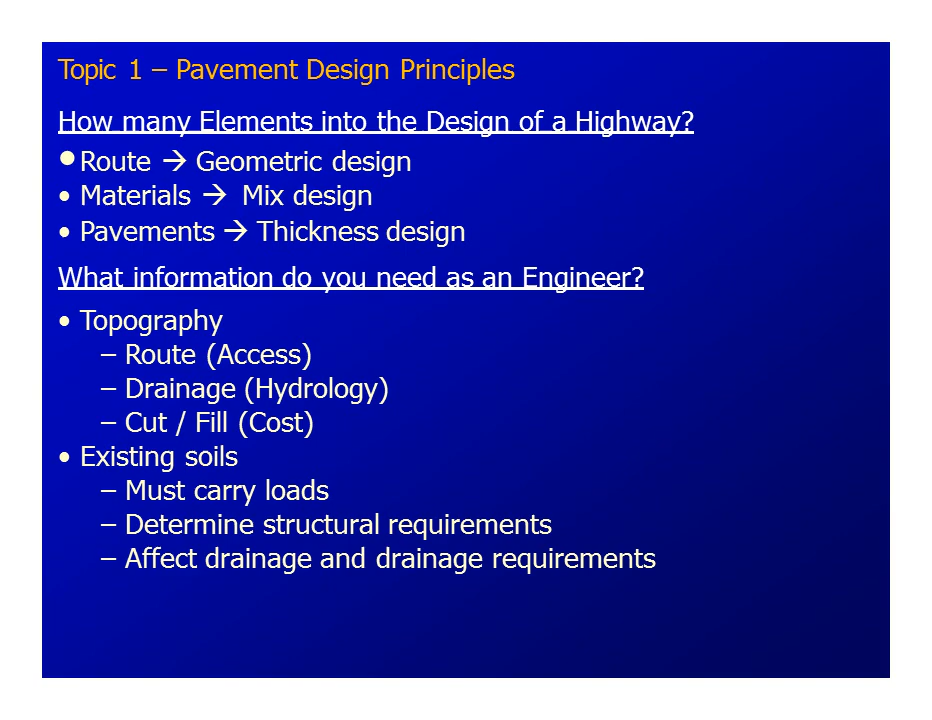 Topic 1 – Pavement Design Principles
How many Elements into the Design of a Highway?
• Route → Geometric design
• Materials → Mix design
• Pavements → Thickness design
What information do you need as an Engineer?
• Topography
– Route (Access)
– Drainage (Hydrology)
– Cut / Fill (Cost)
• Existing soils
– Must carry loads
– Determine structural requirements
– Affect drainage and drainage requirements